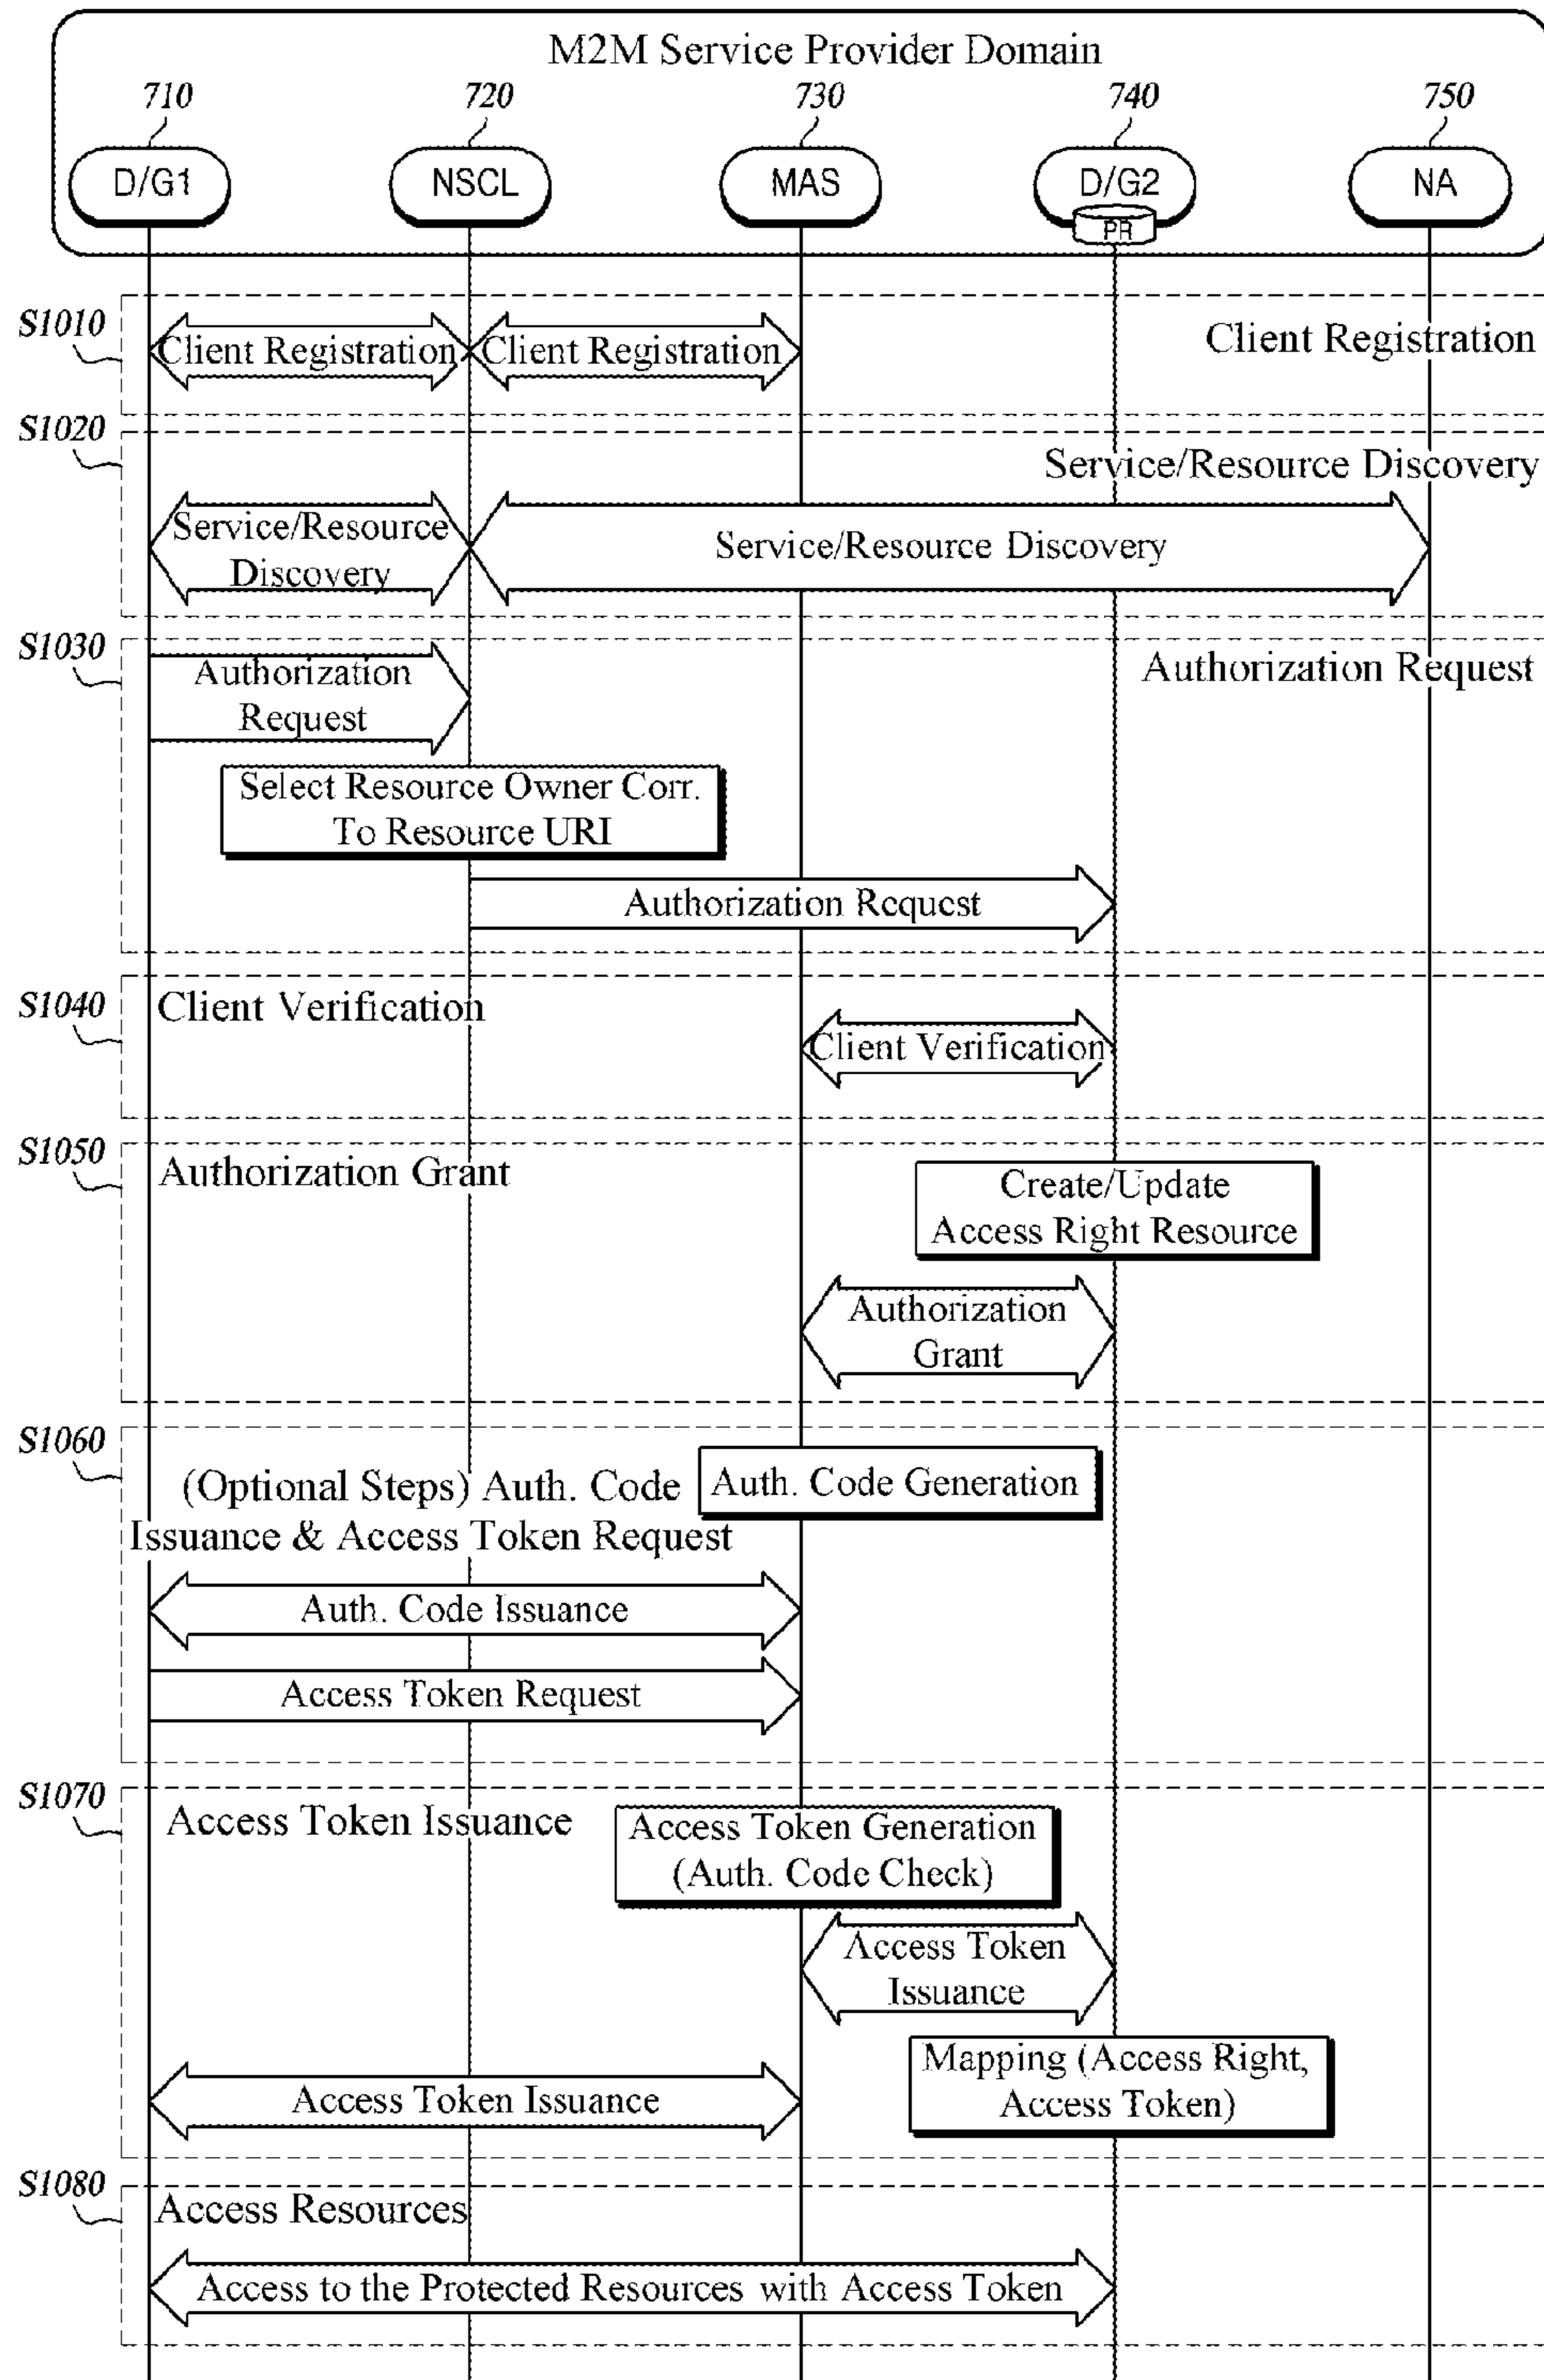 M2M Service Provider Domain
710 720 730 740 750
D/G1 NSCL MAS D/G2 NA
PR
S1010
Client Registration Client Registration
Client Registration
S1020
Service/Resource Discovery
Service/Resource
Discovery
Service/Resource Discovery
S1030
Authorization Request
Authorization
Request
Select Resource Owner Corr.
To Resource URI
Authorization Request
S1040
Client Verification
Client Verification
S1050
Authorization Grant
Create/Update
Access Right Resource
Authorization
Grant
S1060
(Optional Steps) Auth. Code
Issuance & Access Token Request
Auth. Code Generation
Auth. Code Issuance
Access Token Request
S1070
Access Token Issuance
Access Token Generation
(Auth. Code Check)
Access Token
Issuance
Mapping (Access Right,
Access Token)
Access Token Issuance
S1080
Access Resources
Access to the Protected Resources with Access Token